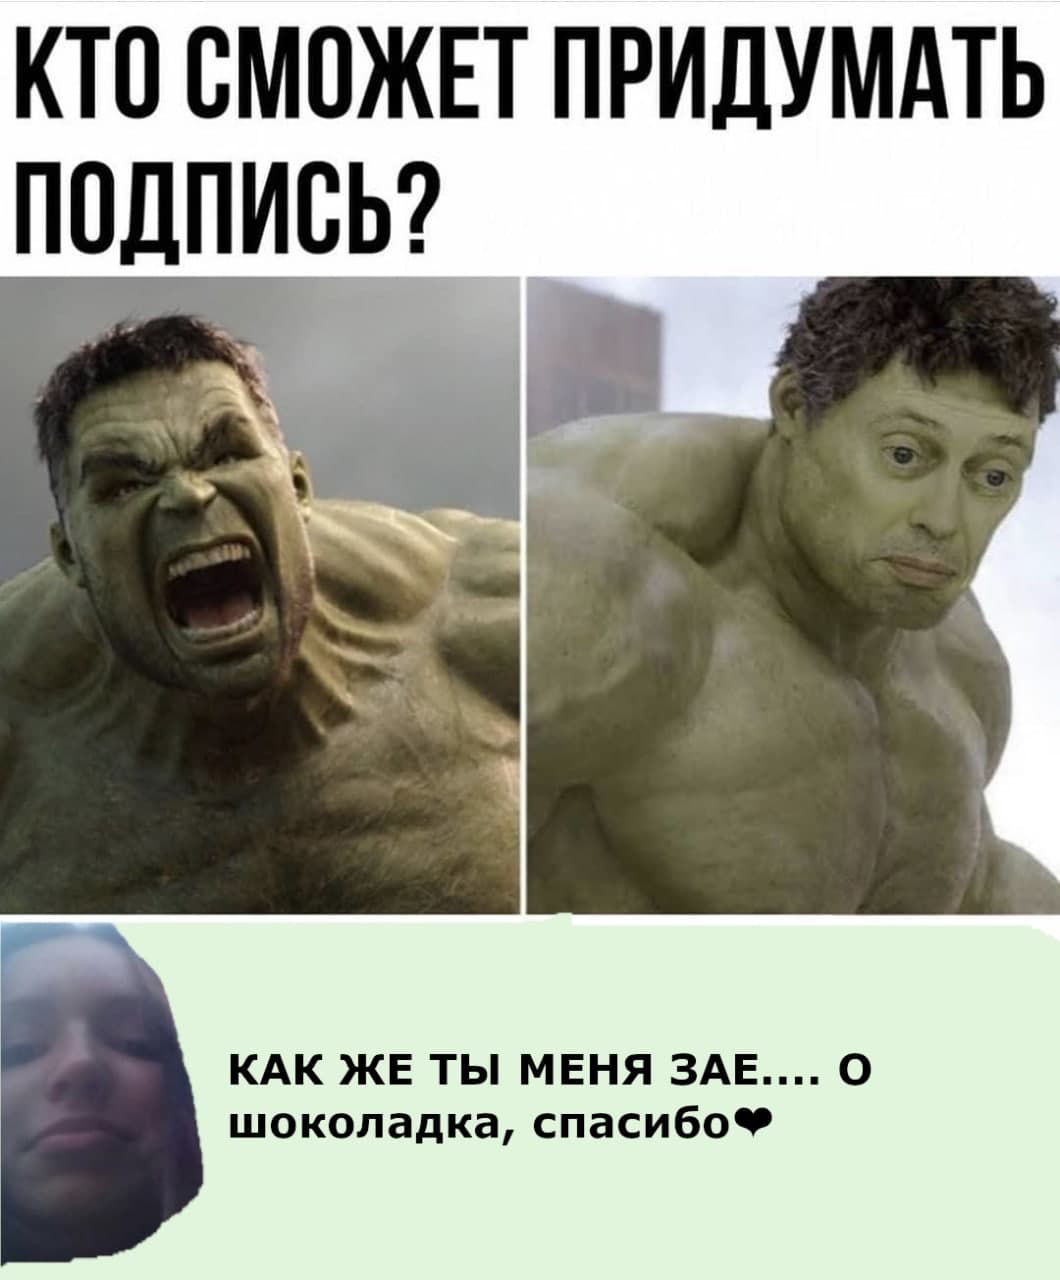 КТО СМОЖЕТ ПРИДУМАТЬ
ПОДПИСЬ?
КАК ЖЕ ТЫ МЕНЯ ЗАЕ.... О
шоколадка, спасибо❤